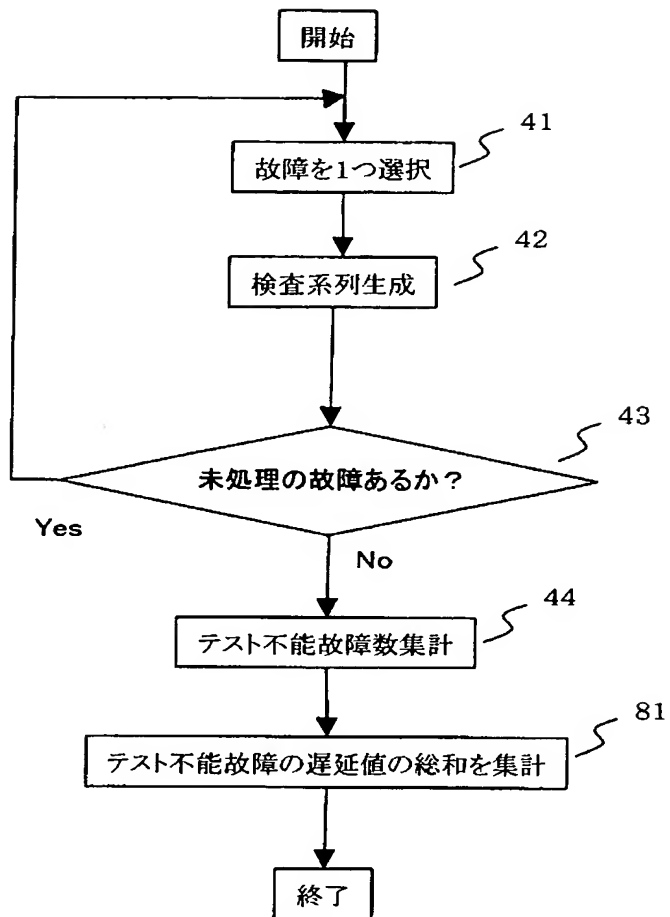 開始
41
故障を1つ選択
42
検査系列生成
43
未処理の故障あるか？
Yes
No
44
テスト不能故障数集計
81
テスト不能故障の遅延値の総和を集計
終了